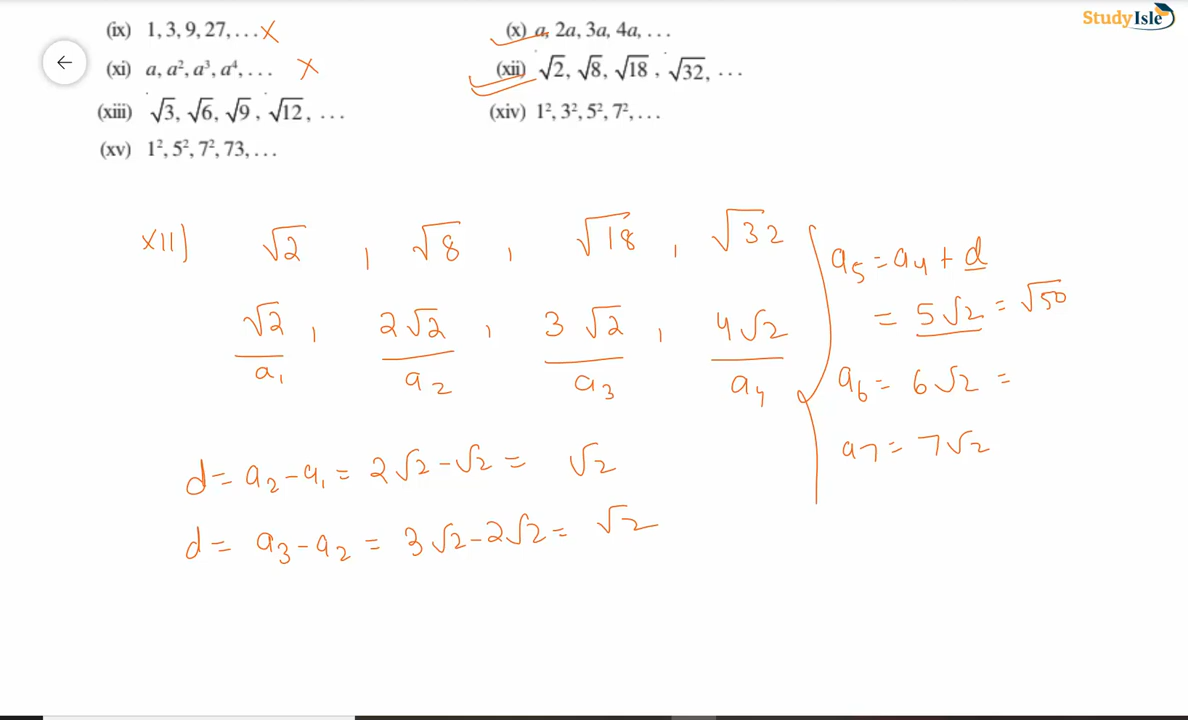 StudyIsle
(ix) 1, 3, 9, 27, . . . ×
(x) a, 2a, 3a, 4a, . . .
(xi) a, a², a³, a⁴, . . . ×
(xii) √2, √8, √18 , √32, . . .
(xiii) √3, √6, √9 , √12, . . .
(xiv) 1², 3², 5², 7², . . .
(xv) 1², 5², 7², 73, . . .
XII) √2 , √8 , √18 , √32
√2 , 2√2 , 3√2 , 4√2
a₁ a₂ a₃ a₄
d = a₂ - a₁ = 2√2 - √2 = √2
d = a₃ - a₂ = 3√2 - 2√2 = √2
a₅ = a₄ + d
= 5√2 = √50
a₆ = 6√2 =
a₇ = 7√2